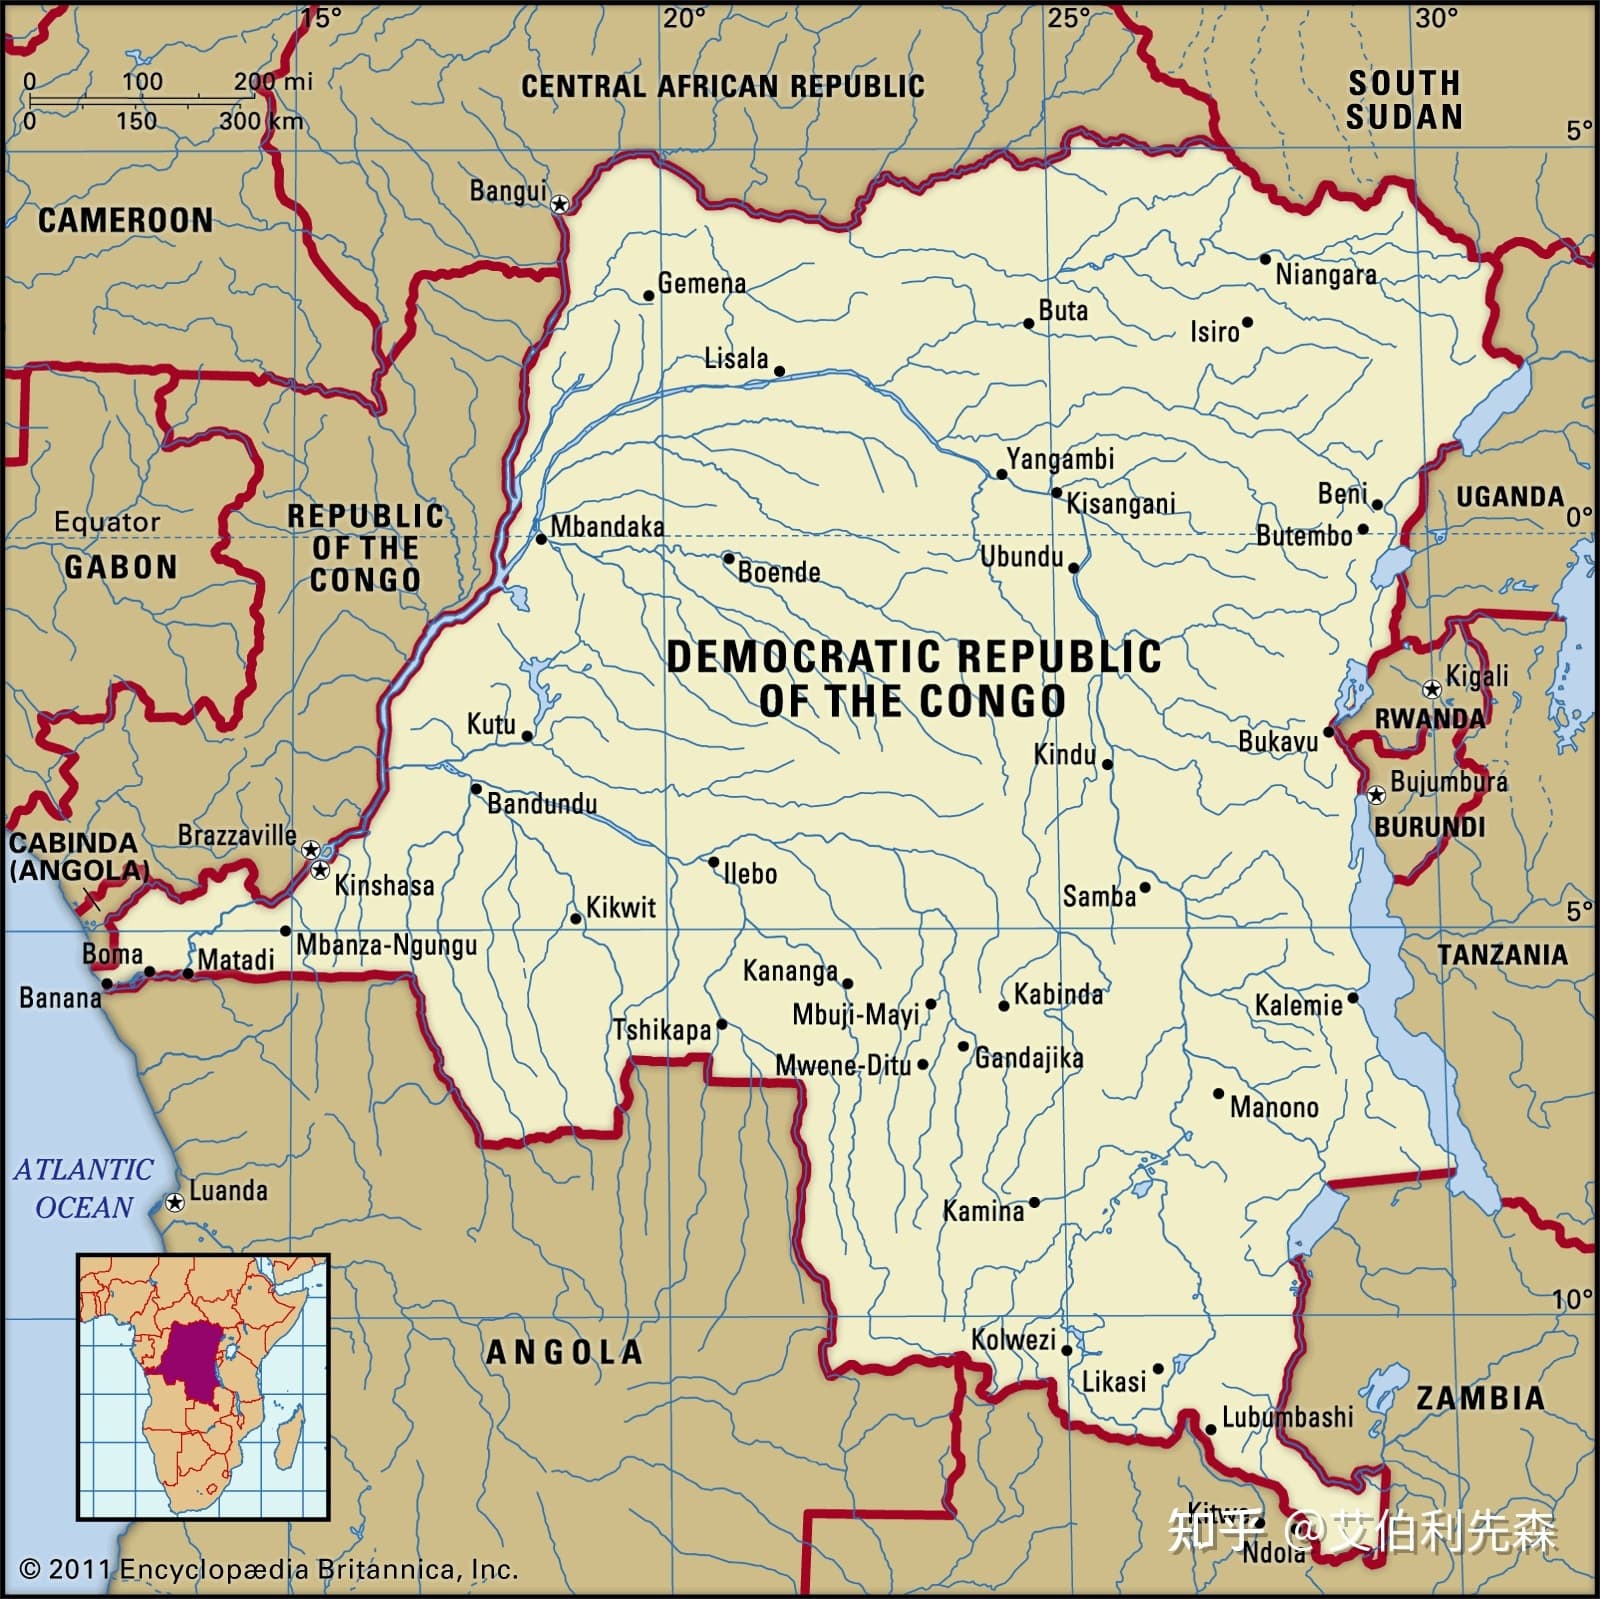 15°
20°
25°
30°
0 100 200 mi
0 150 300 km
CENTRAL AFRICAN REPUBLIC
SOUTH
SUDAN
5°
Bangui
CAMEROON
Gemena
Niangara
Buta
Isiro
Lisala
Yangambi
Kisangani
Beni
UGANDA
Equator
GABON
REPUBLIC
OF THE
CONGO
Mbandaka
0°
Butembo
Ubundu
Boende
DEMOCRATIC REPUBLIC
OF THE CONGO
Kigali
RWANDA
Kutu
Bukavu
Kindu
Bujumbura
BURUNDI
Bandundu
CABINDA
(ANGOLA)
Brazzaville
Kinshasa
Ilebo
Samba
Kikwit
5°
Boma
Matadi
Mbanza-Ngungu
TANZANIA
Banana
Kananga
Mbuji-Mayi
Kabinda
Kalemie
Tshikapa
Mwene-Ditu
Gandajika
Manono
ATLANTIC
OCEAN
Luanda
Kamina
10°
ANGOLA
Kolwezi
Likasi
ZAMBIA
Lubumbashi
Kitwe
知乎 @艾伯利先森
Ndola
© 2011 Encyclopædia Britannica, Inc.